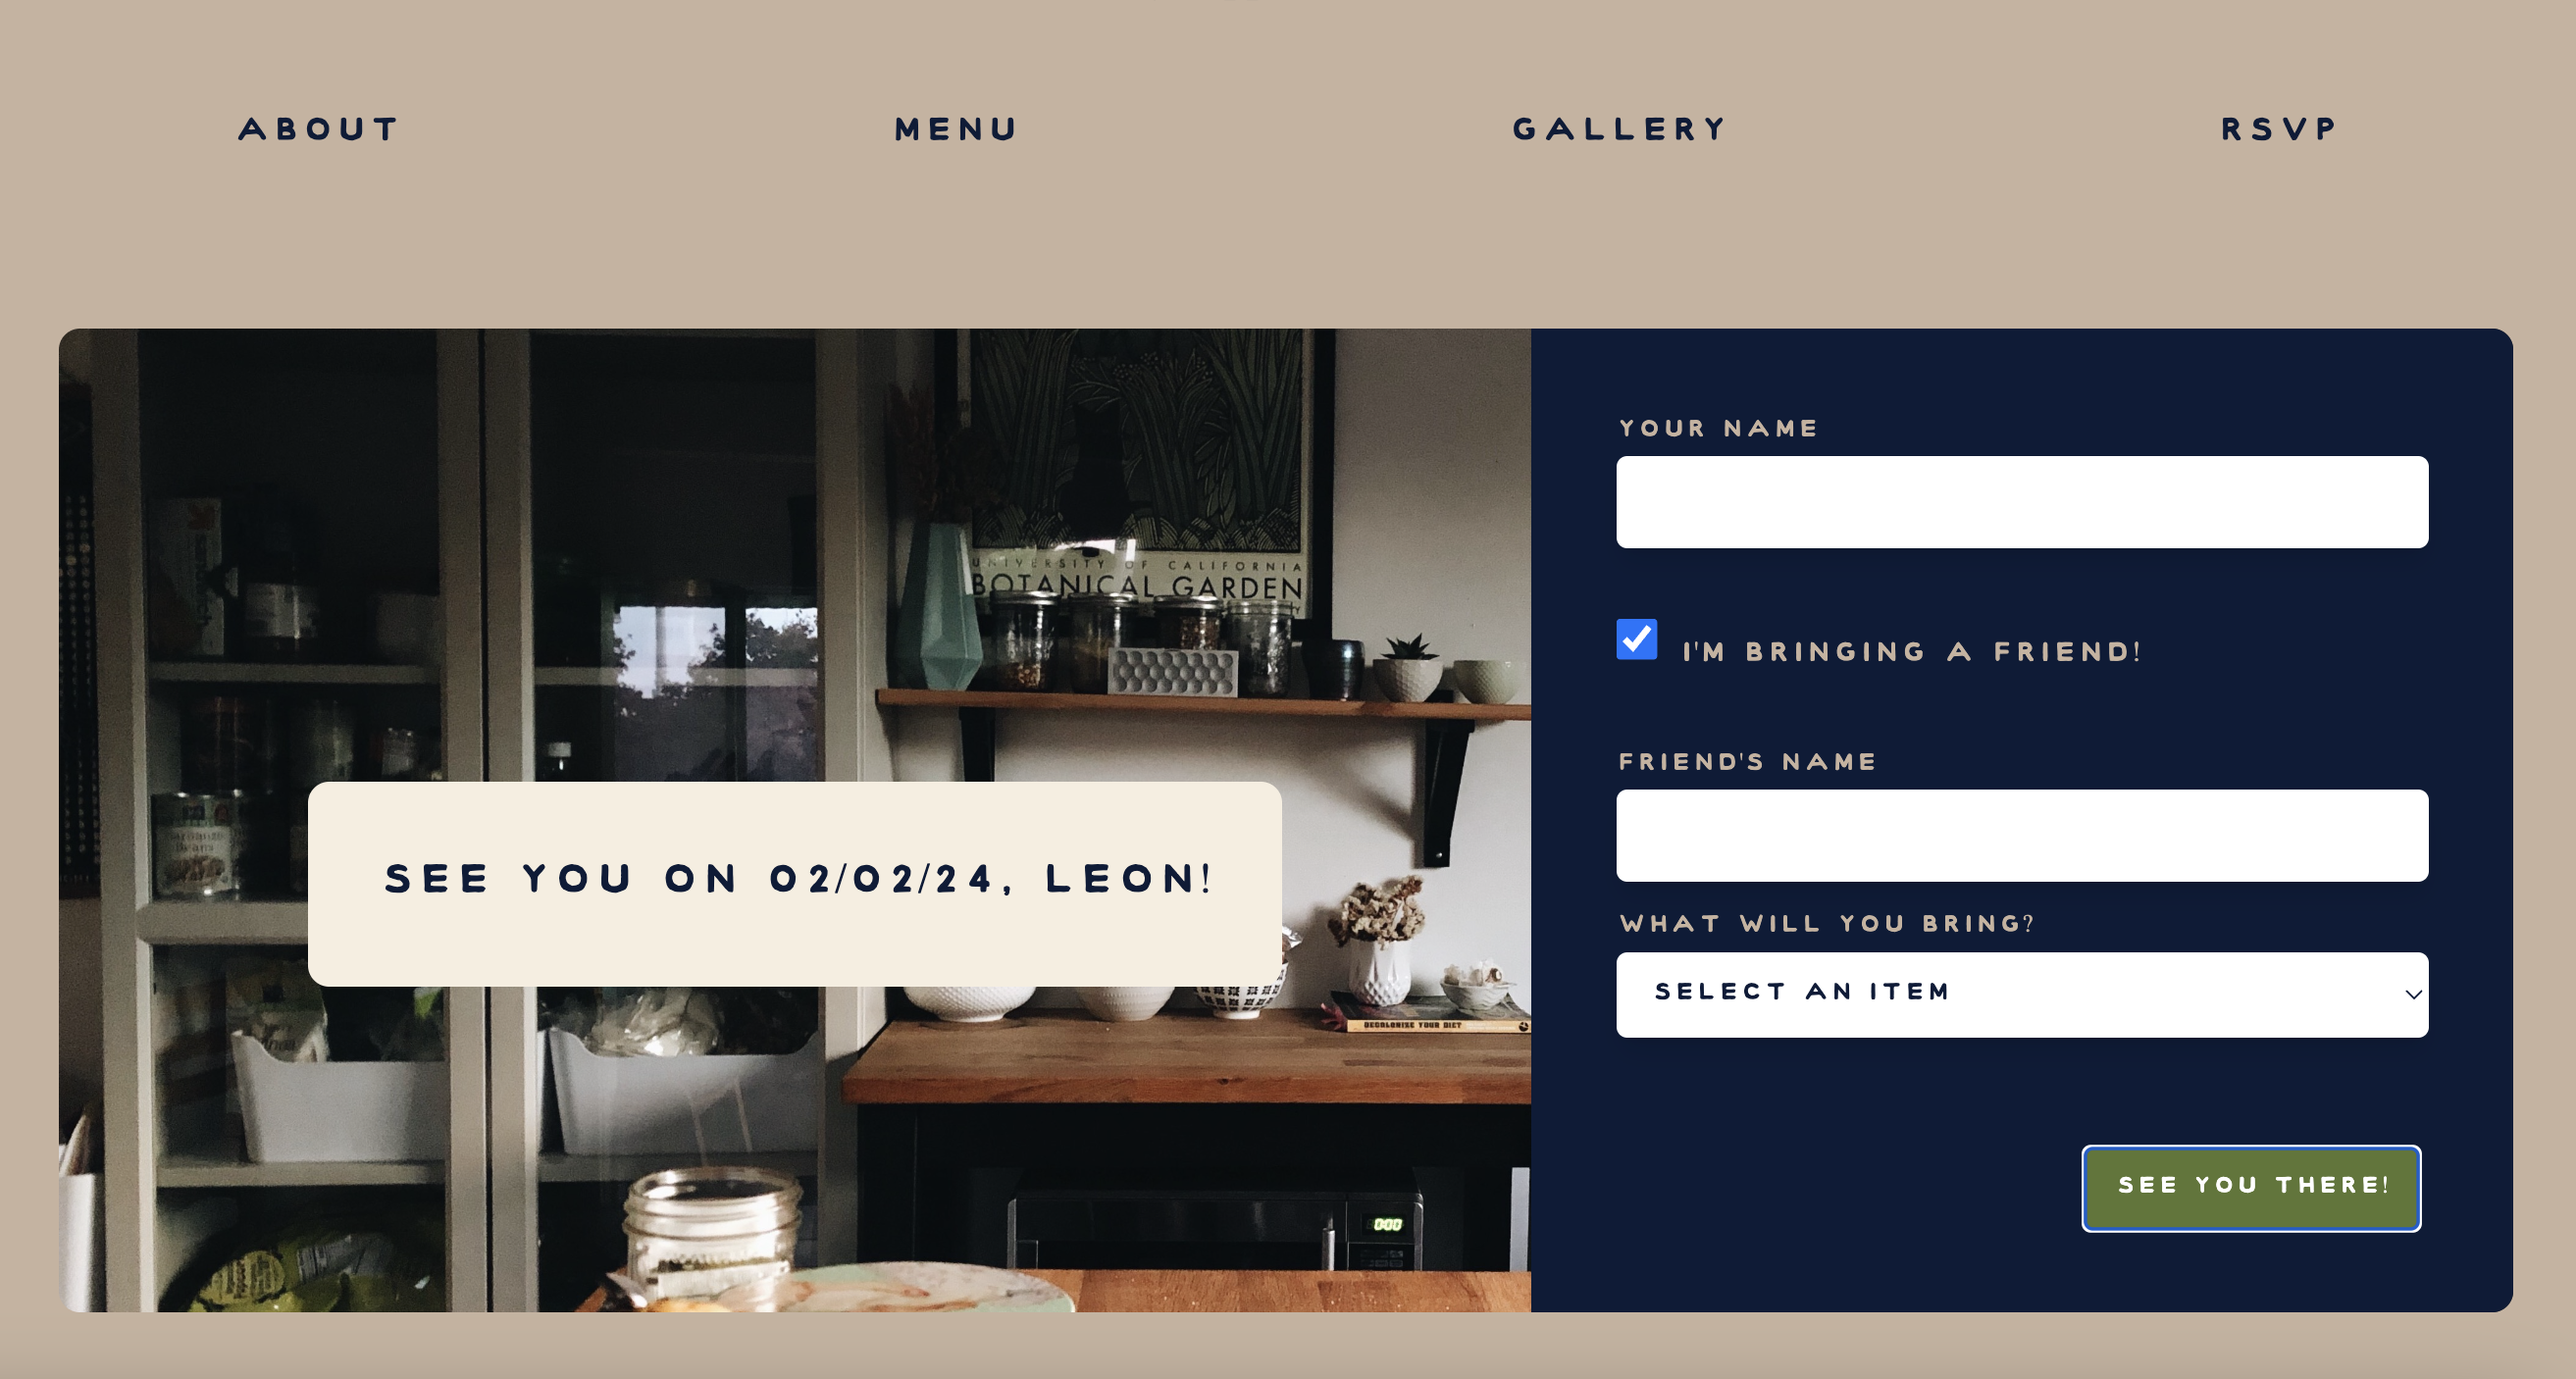 ABOUT
MENU
GALLERY
RSVP
UNIVERSITY OF CALIFORNIA
BOTANICAL GARDEN
SEE YOU ON 02/02/24, LEON!
DECOLONIZE YOUR DIET
0:00
YOUR NAME
I'M BRINGING A FRIEND!
FRIEND'S NAME
WHAT WILL YOU BRING?
SELECT AN ITEM
SEE YOU THERE!